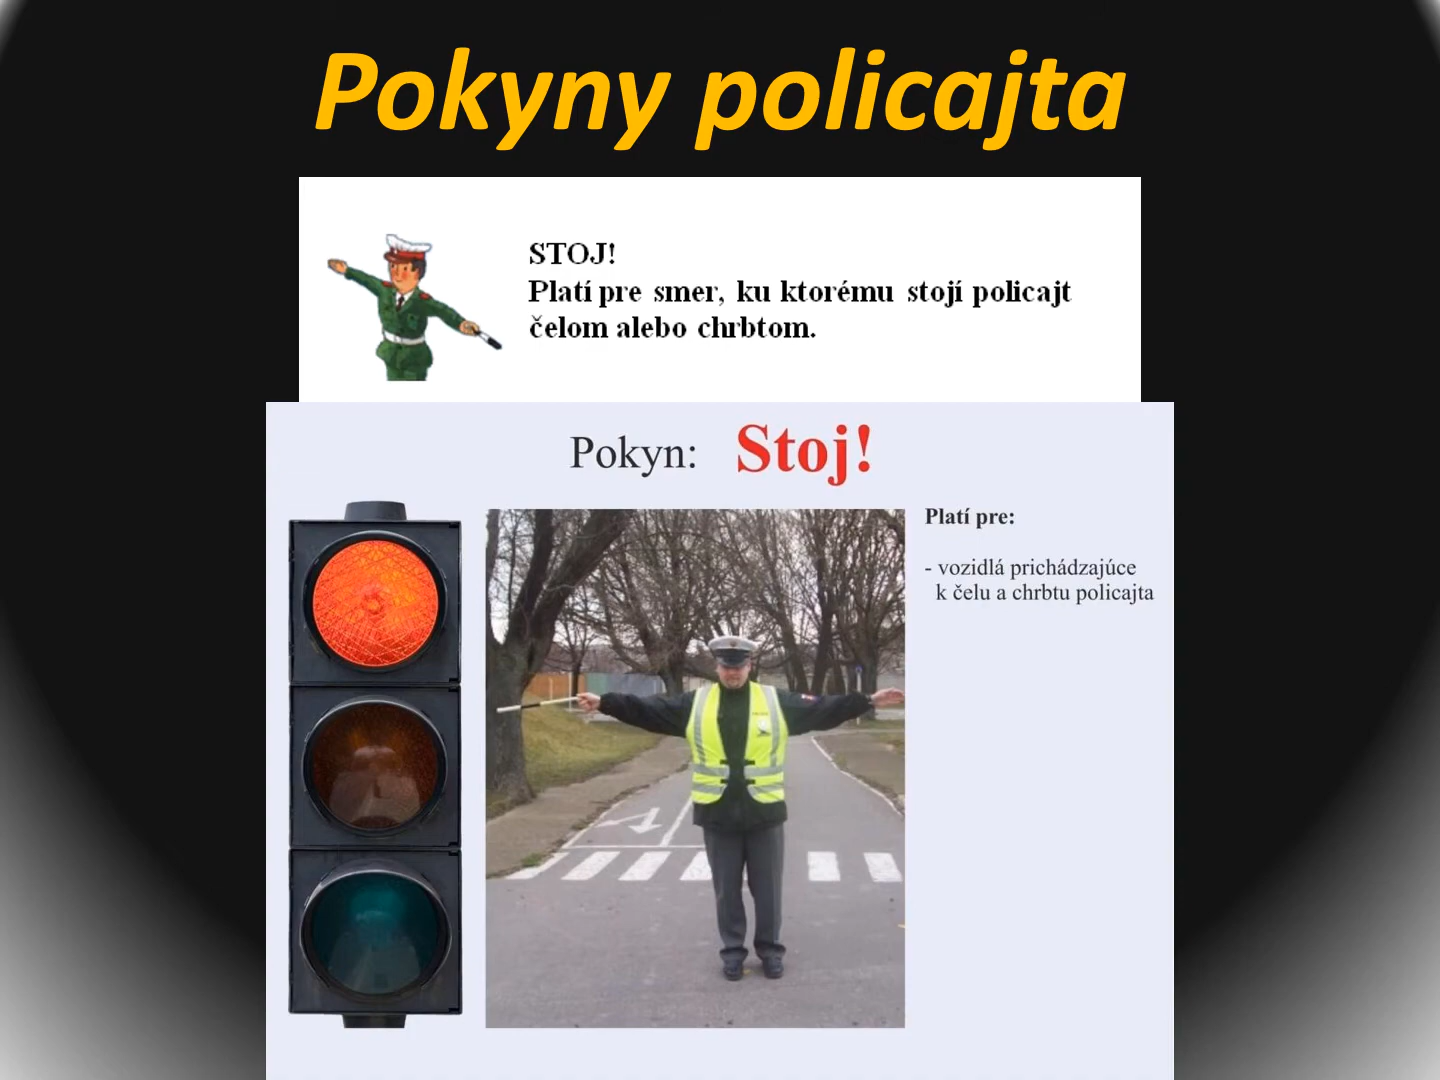 Pokyny policajta
STOJ!
Platí pre smer, ku ktorému stojí policajt
čelom alebo chrbtom.
Pokyn: Stoj!
Platí pre:
- vozidlá prichádzajúce
k čelu a chrbtu policajta